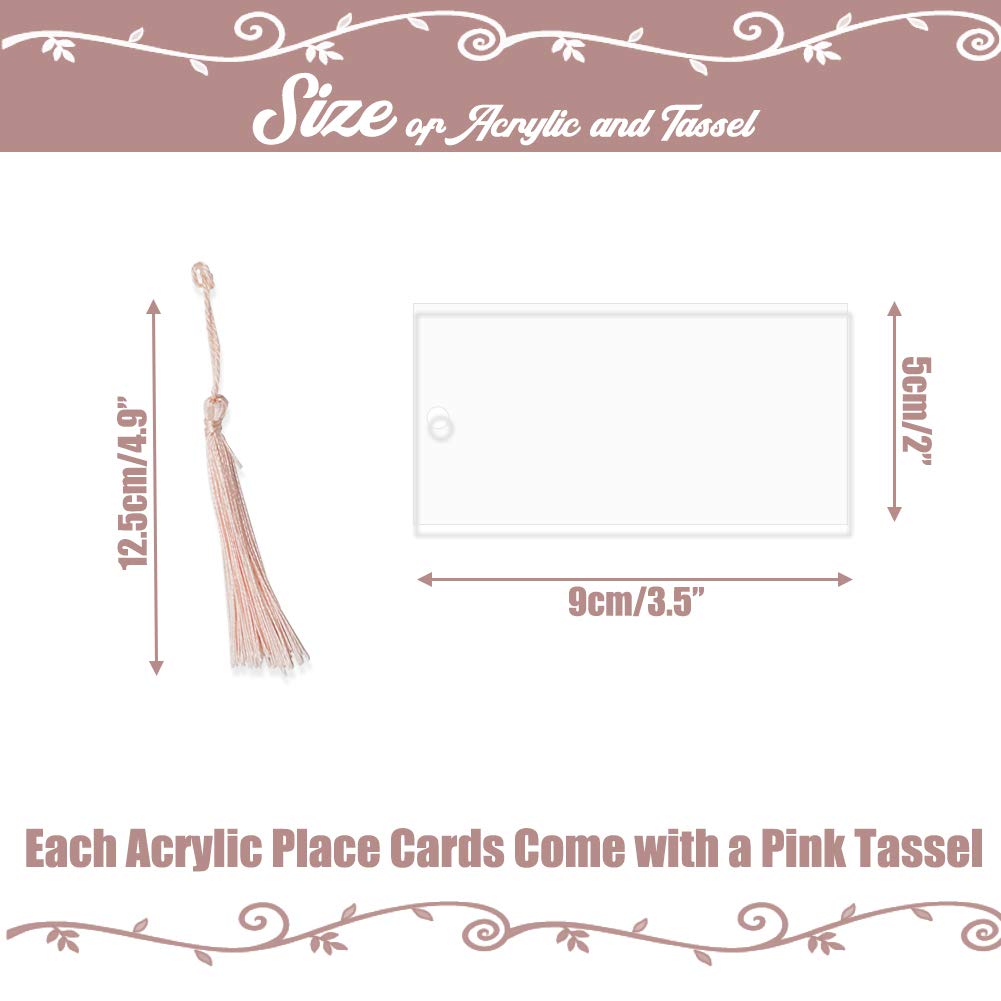 Size of Acrylic and Tassel
12.5cm/4.9”
5cm/2”
9cm/3.5”
Each Acrylic Place Cards Come with a Pink Tassel